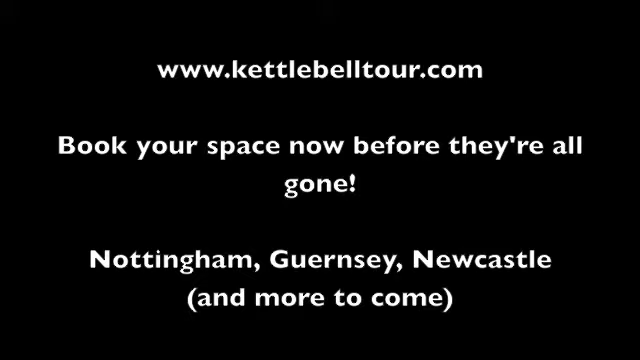 www.kettlebelltour.com
Book your space now before they're all
gone!
Nottingham, Guernsey, Newcastle
(and more to come)